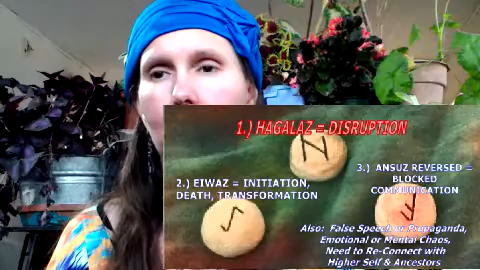 1.) HAGALAZ = DISRUPTION
2.) EIWAZ = INITIATION,
DEATH, TRANSFORMATION
3.) ANSUZ REVERSED =
BLOCKED
COMMUNICATION
Also: False Speech or Propaganda,
Emotional or Mental Chaos,
Need to Re-Connect with
Higher Self & Ancestors